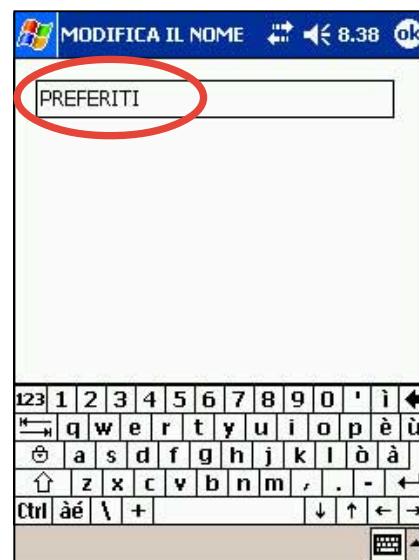 MODIFICA IL NOME 8.38 ok
PREFERITI
123 1 2 3 4 5 6 7 8 9 0 ' ì
q w e r t y u i o p è ù
a s d f g h j k l ò à
z x c v b n m , . -
Ctrl àé \ +